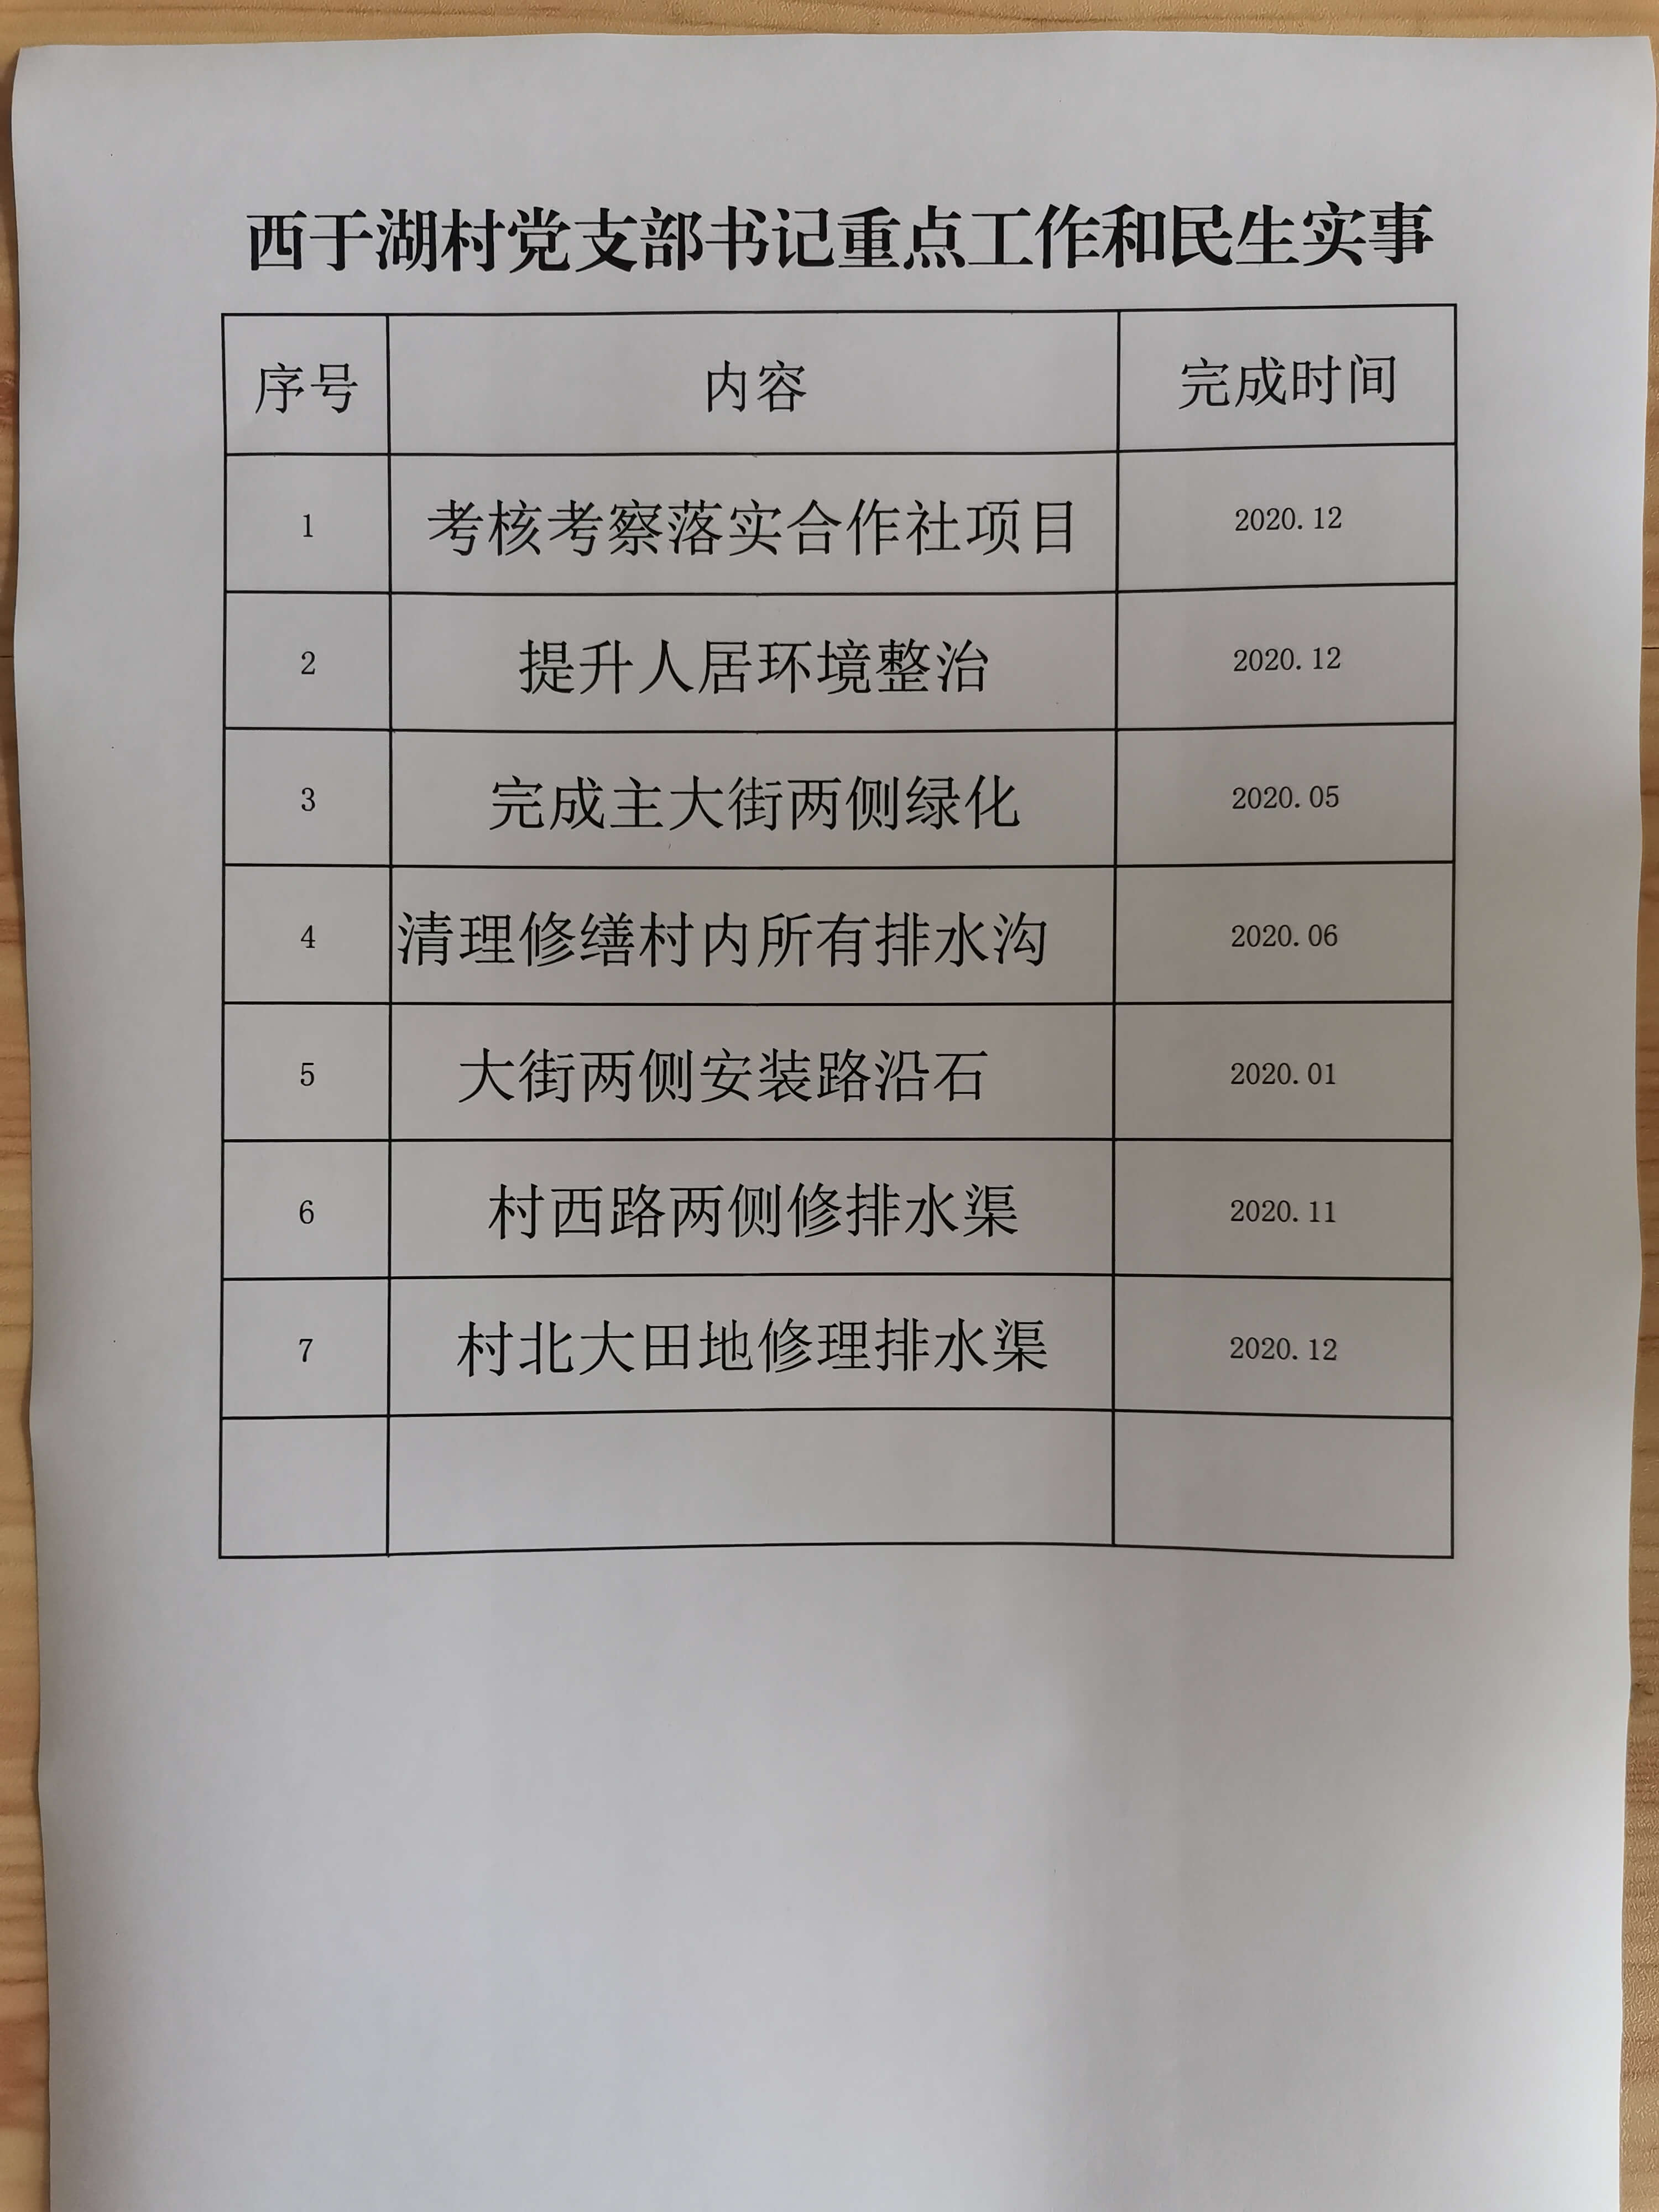 西于湖村党支部书记重点工作和民生实事
序号 内容 完成时间
1 考核考察落实合作社项目 2020.12
2 提升人居环境整治 2020.12
3 完成主大街两侧绿化 2020.05
4 清理修缮村内所有排水沟 2020.06
5 大街两侧安装路沿石 2020.01
6 村西路两侧修排水渠 2020.11
7 村北大田地修理排水渠 2020.12